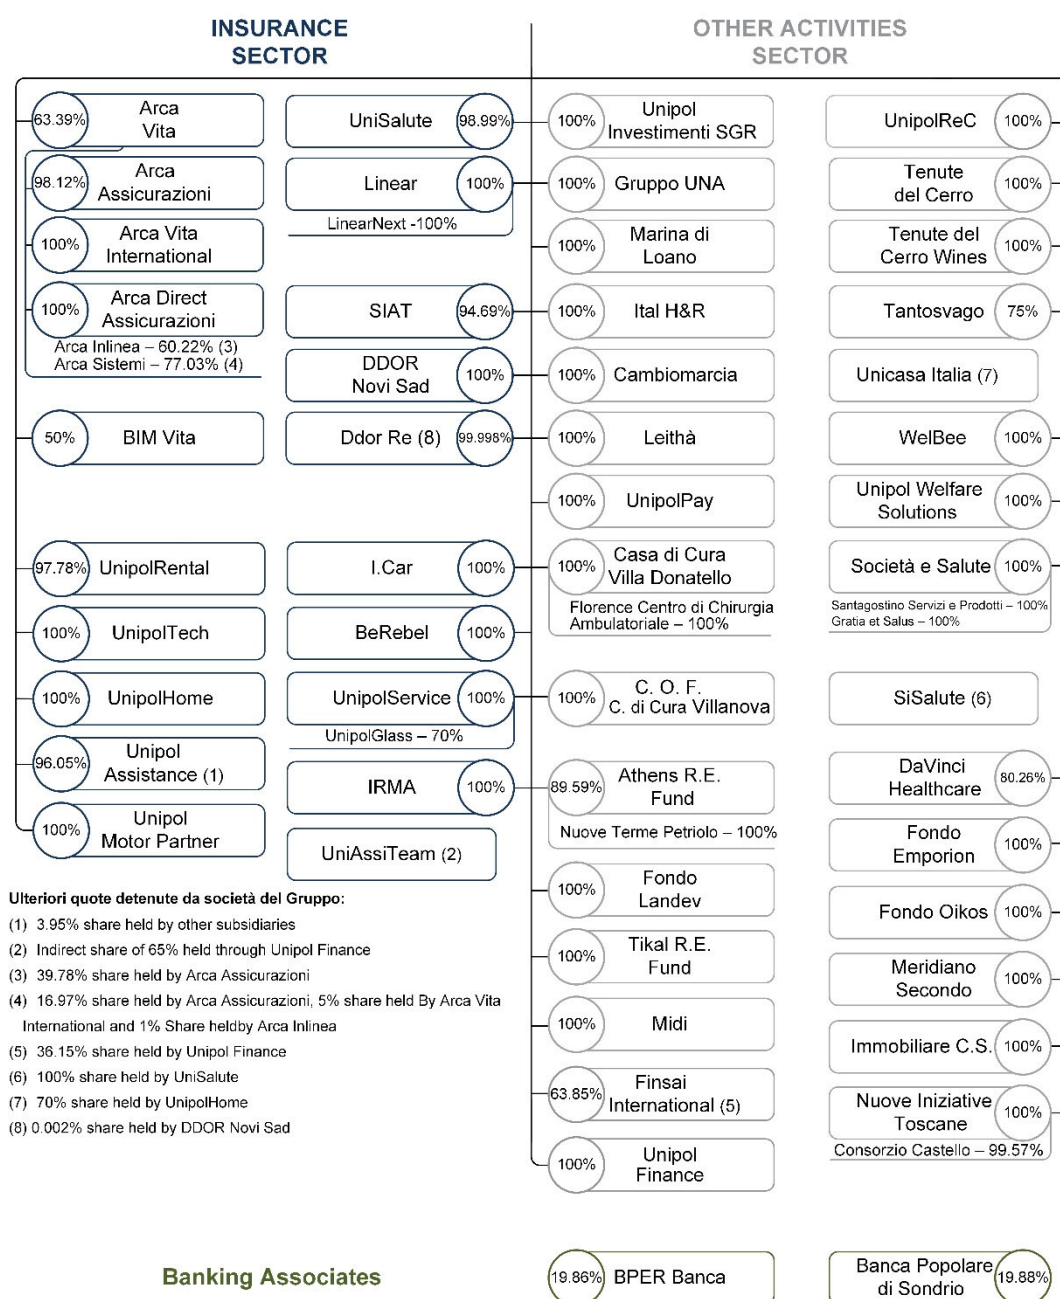 INSURANCE
SECTOR
OTHER ACTIVITIES
SECTOR
63.39%
Arca
Vita
98.12%
Arca
Assicurazioni
100%
Arca Vita
International
100%
Arca Direct
Assicurazioni
Arca Inlinea – 60.22% (3)
Arca Sistemi – 77.03% (4)
50%
BIM Vita
97.78%
UnipolRental
100%
UnipolTech
100%
UnipolHome
96.05%
Unipol
Assistance (1)
100%
Unipol
Motor Partner
UniSalute
98.99%
Linear
100%
LinearNext -100%
SIAT
94.69%
DDOR
Novi Sad
100%
Ddor Re (8)
99.998%
I.Car
100%
BeRebel
100%
UnipolService
100%
UnipolGlass – 70%
IRMA
100%
UniAssiTeam (2)
100%
Unipol
Investimenti SGR
100%
Gruppo UNA
100%
Marina di
Loano
100%
Ital H&R
100%
Cambiomarcia
100%
Leithà
100%
UnipolPay
100%
Casa di Cura
Villa Donatello
Florence Centro di Chirurgia
Ambulatoriale – 100%
100%
C. O. F.
C. di Cura Villanova
89.59%
Athens R.E.
Fund
Nuove Terme Petriolo – 100%
100%
Fondo
Landev
100%
Tikal R.E.
Fund
100%
Midi
63.85%
Finsai
International (5)
100%
Unipol
Finance
UnipolReC
100%
Tenute
del Cerro
100%
Tenute del
Cerro Wines
100%
Tantosvago
75%
Unicasa Italia (7)
WelBee
100%
Unipol Welfare
Solutions
100%
Società e Salute
100%
Santagostino Servizi e Prodotti – 100%
Gratia et Salus – 100%
SiSalute (6)
DaVinci
Healthcare
80.26%
Fondo
Emporion
100%
Fondo Oikos
100%
Meridiano
Secondo
100%
Immobiliare C.S.
100%
Nuove Iniziative
Toscane
100%
Consorzio Castello – 99.57%
Ulteriori quote detenute da società del Gruppo:
(1) 3.95% share held by other subsidiaries
(2) Indirect share of 65% held through Unipol Finance
(3) 39.78% share held by Arca Assicurazioni
(4) 16.97% share held by Arca Assicurazioni, 5% share held By Arca Vita
International and 1% Share heldby Arca Inlinea
(5) 36.15% share held by Unipol Finance
(6) 100% share held by UniSalute
(7) 70% share held by UnipolHome
(8) 0.002% share held by DDOR Novi Sad
Banking Associates
19.86%
BPER Banca
Banca Popolare
di Sondrio
19.88%